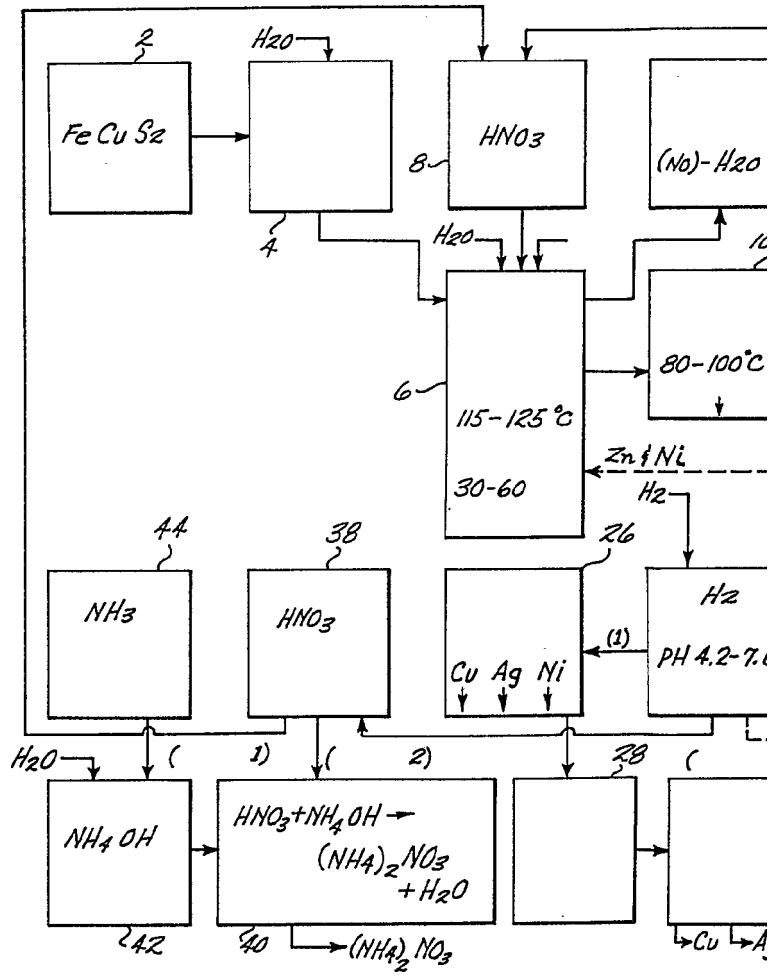 2
H2O
FeCuS2
HNO3
8
(NO)-H2O
4
H2O
10
6
80-100°C
115-125°C
30-60
Zn & Ni
H2
44
38
26
NH3
HNO3
H2
(1)
PH 4.2-7.
Cu Ag Ni
( 1) ( 2)
H2O
28
(
NH4OH
HNO3+NH4OH→
(NH4)2NO3
+H2O
42
40
(NH4)2NO3
Cu